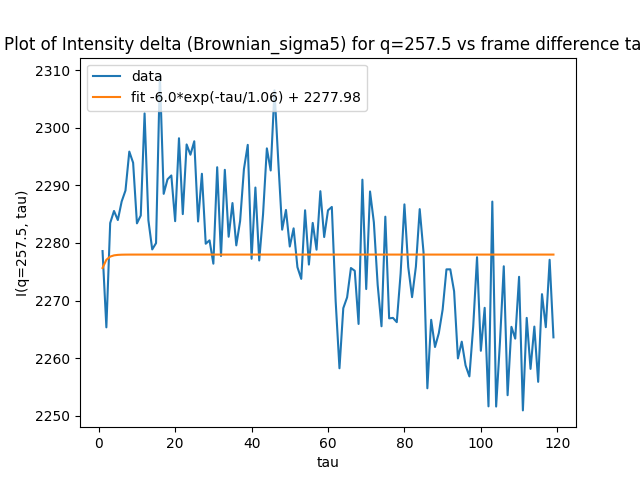 Plot of Intensity delta (Brownian_sigma5) for q=257.5 vs frame difference ta
data
fit -6.0*exp(-tau/1.06) + 2277.98
I(q=257.5, tau)
2310
2300
2290
2280
2270
2260
2250
0 20 40 60 80 100 120
tau